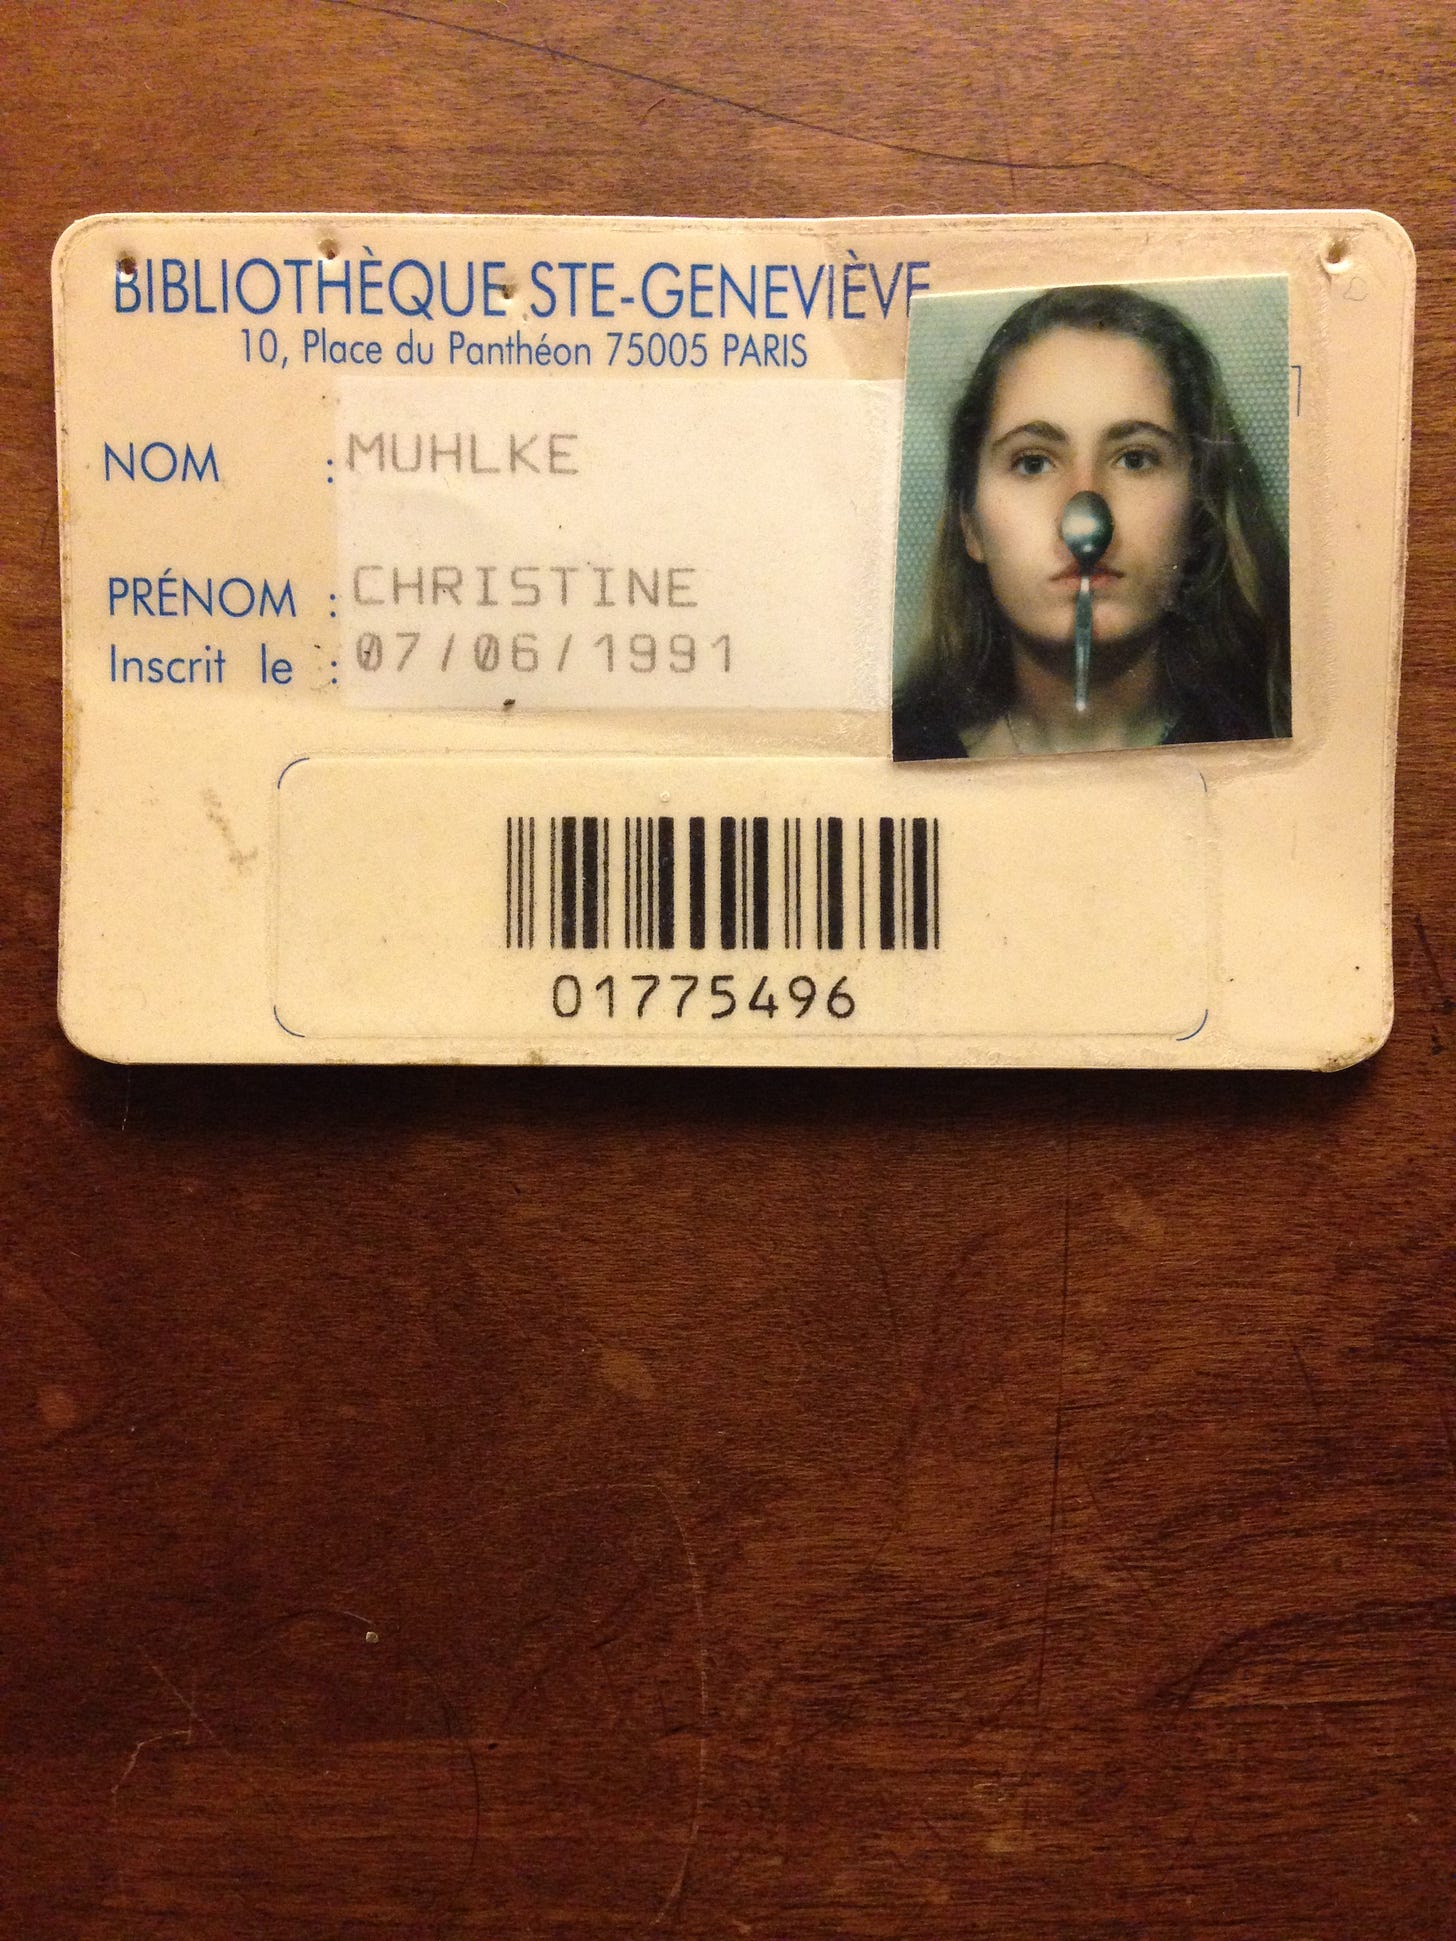 BIBLIOTHÈQUE STE-GENEVIÈVE
10, Place du Panthéon 75005 PARIS
NOM : MUHLKE
PRÉNOM : CHRISTINE
Inscrit le : 07/06/1991
01775496